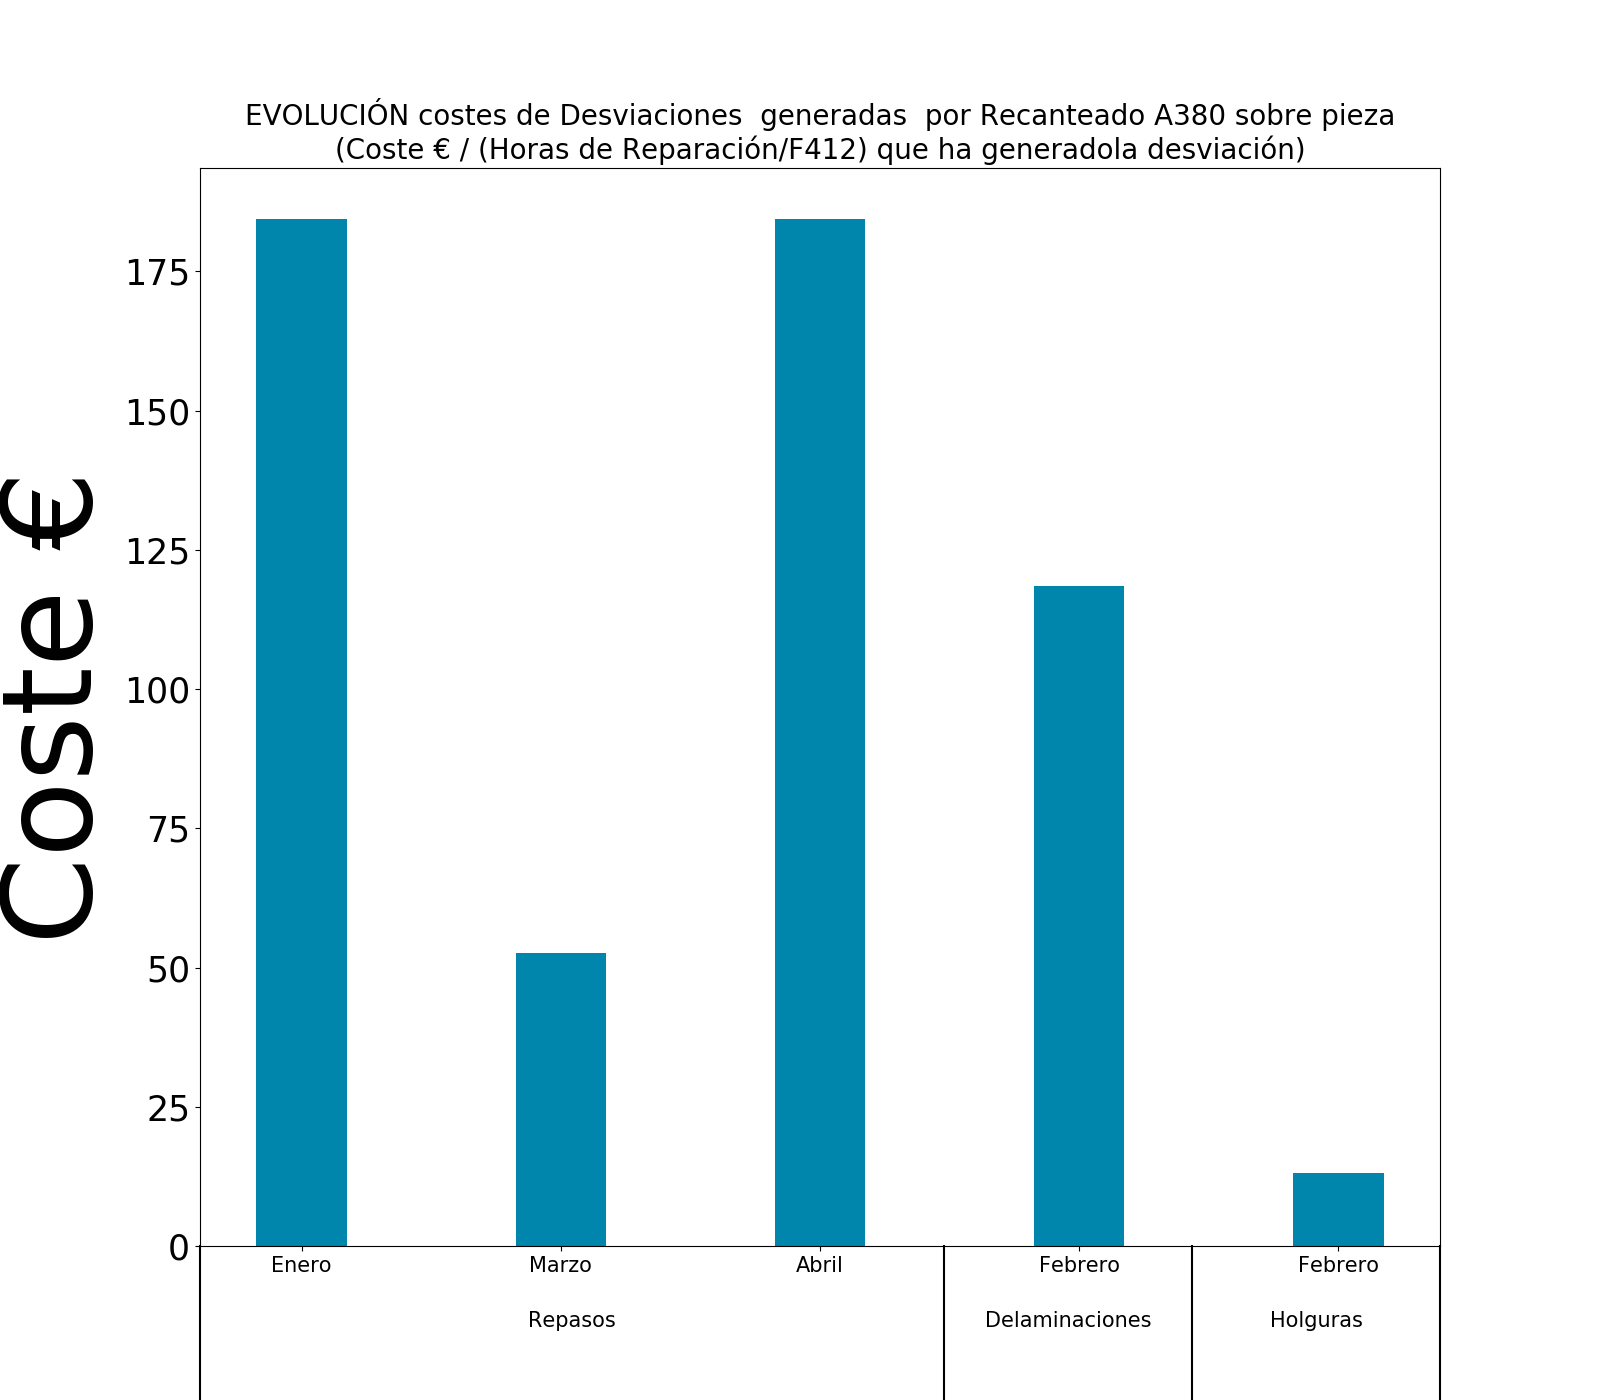 EVOLUCIÓN costes de Desviaciones  generadas  por Recanteado A380 sobre pieza
(Coste € / (Horas de Reparación/F412) que ha generadola desviación)
Coste €
175
150
125
100
75
50
25
0
Enero Marzo Abril Febrero Febrero
Repasos Delaminaciones Holguras